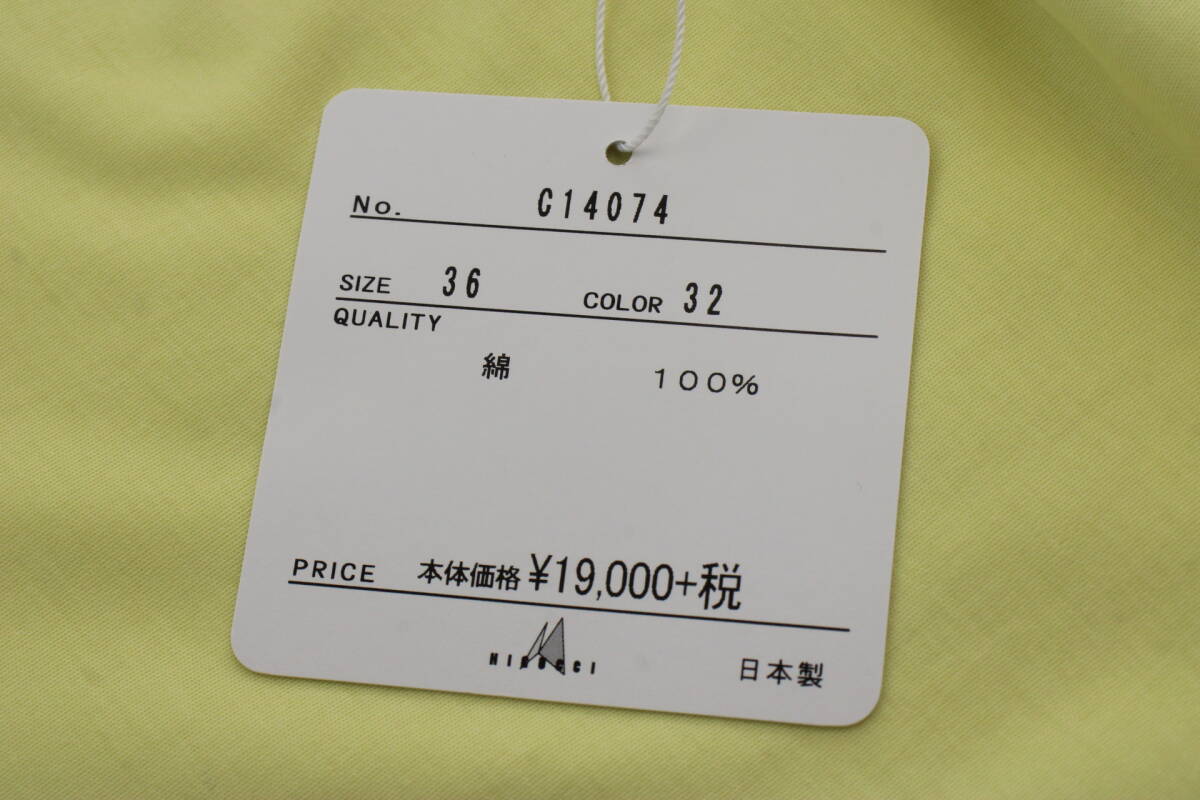 No. C14074
SIZE 36 COLOR 32
QUALITY
綿 100%
PRICE 本体価格 ¥19,000+税
日本製